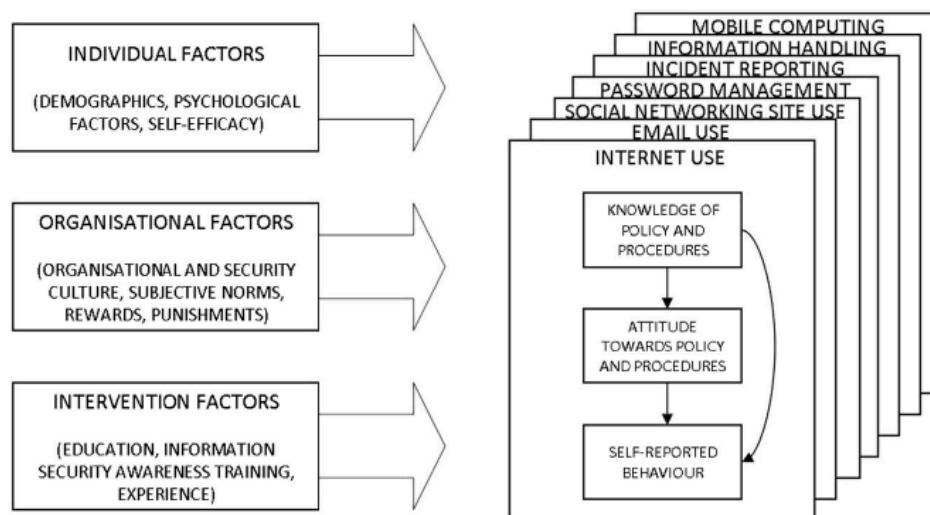 INDIVIDUAL FACTORS
(DEMOGRAPHICS, PSYCHOLOGICAL
FACTORS, SELF-EFFICACY)
ORGANISATIONAL FACTORS
(ORGANISATIONAL AND SECURITY
CULTURE, SUBJECTIVE NORMS,
REWARDS, PUNISHMENTS)
INTERVENTION FACTORS
(EDUCATION, INFORMATION
SECURITY AWARENESS TRAINING,
EXPERIENCE)
MOBILE COMPUTING
INFORMATION HANDLING
INCIDENT REPORTING
PASSWORD MANAGEMENT
SOCIAL NETWORKING SITE USE
EMAIL USE
INTERNET USE
KNOWLEDGE OF
POLICY AND
PROCEDURES
ATTITUDE
TOWARDS POLICY
AND PROCEDURES
SELF-REPORTED
BEHAVIOUR